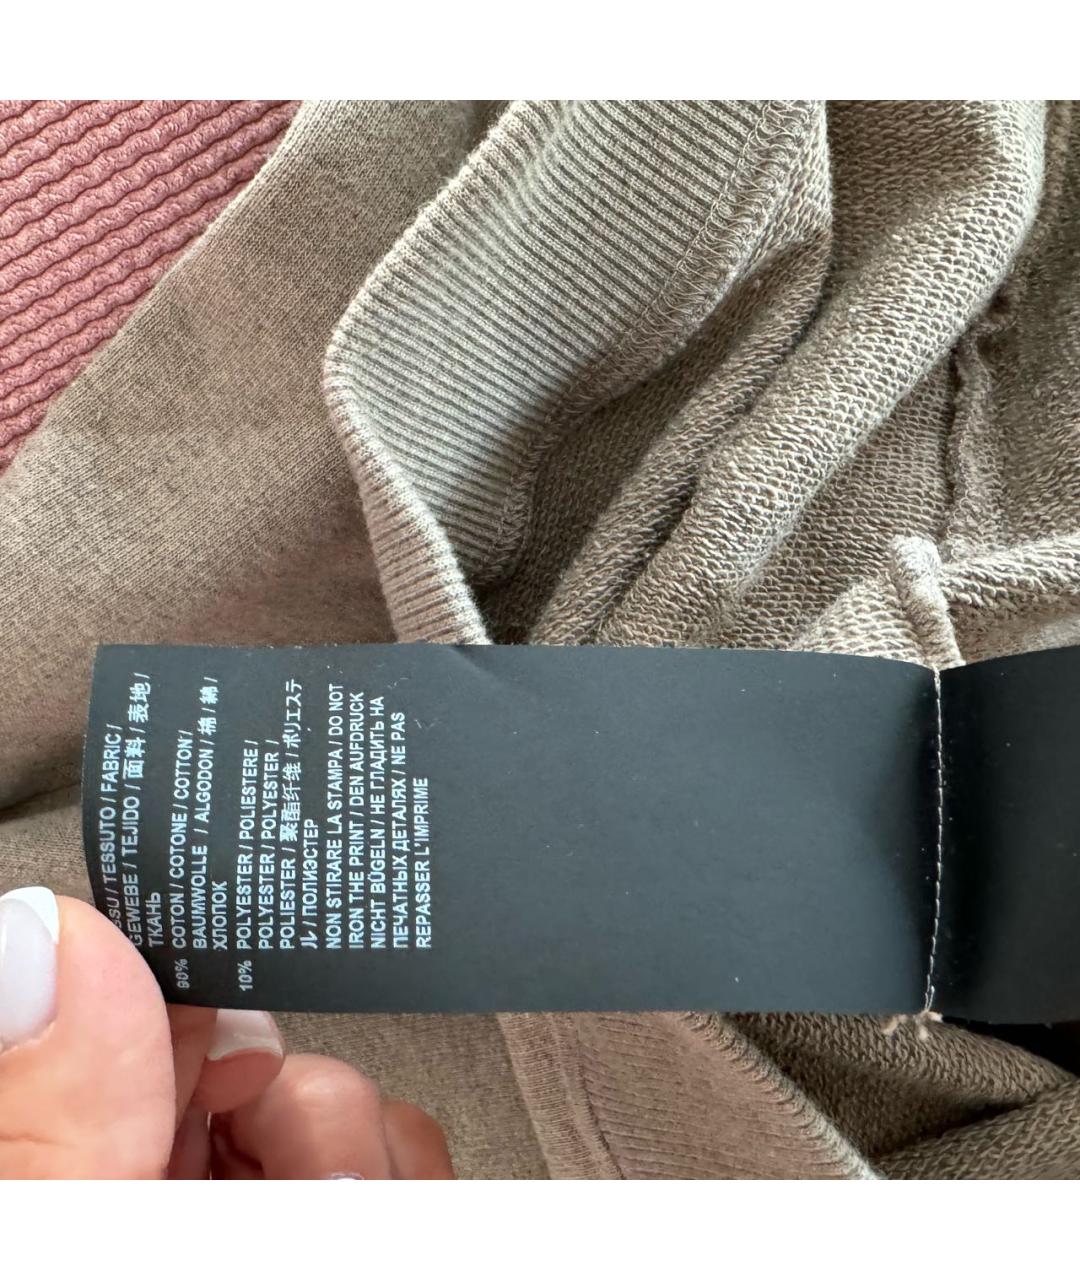 / TESSUTO / FABRIC /
GEWEBE / TEJIDO / 面料 / 表地 /
ТКАНЬ
90% COTON / COTONE / COTTON /
BAUMWOLLE / ALGODON / 棉 / 綿 /
ХЛОПОК
10% POLYESTER / POLIESTERE /
POLYESTER / POLYESTER /
POLIESTER / 聚酯纤维 / ポリエステ
ル / ПОЛИЭСТЕР
NON STIRARE LA STAMPA / DO NOT
IRON THE PRINT / DEN AUFDRUCK
NICHT BÜGELN / НЕ ГЛАДИТЬ НА
ПЕЧАТНЫХ ДЕТАЛЯХ / NE PAS
REPASSER L'IMPRIME